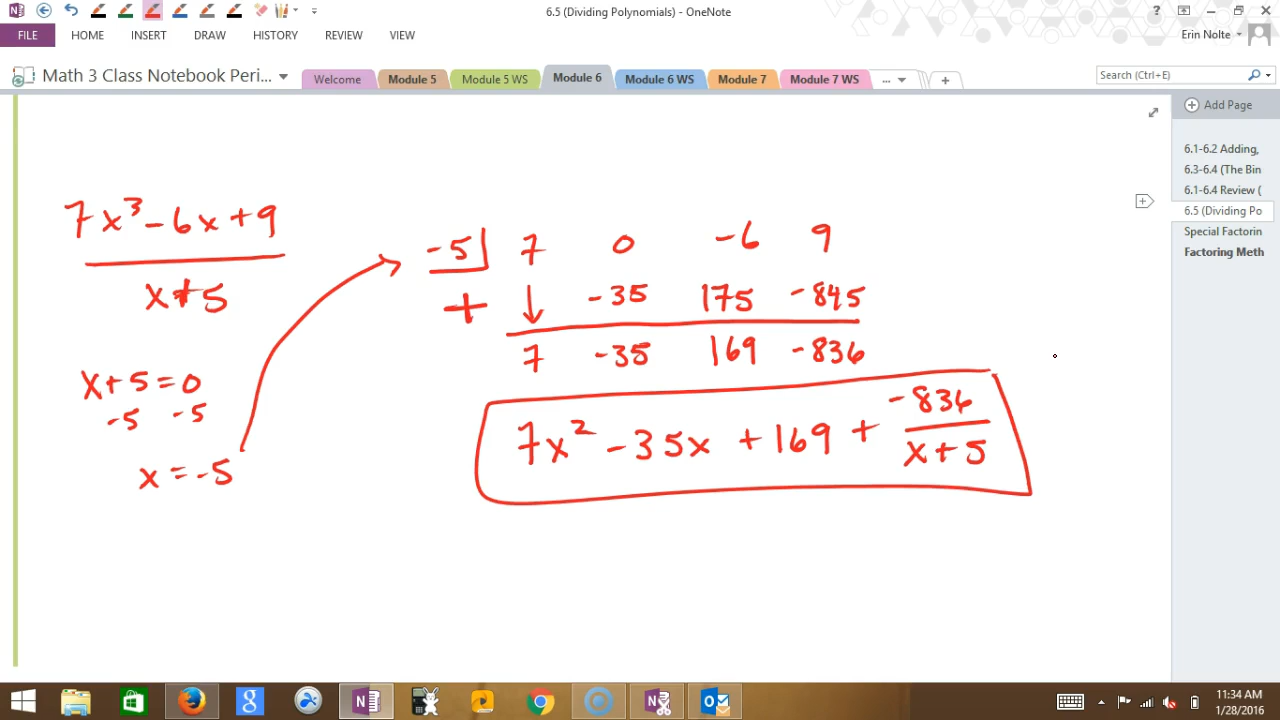 6.5 (Dividing Polynomials) - OneNote
?
FILE HOME INSERT DRAW HISTORY REVIEW VIEW
Erin Nolte
Math 3 Class Notebook Peri...
Welcome Module 5 Module 5 WS Module 6 Module 6 WS Module 7 Module 7 WS ... +
Search (Ctrl+E)
Add Page
6.1-6.2 Adding,
6.3-6.4 (The Bin
6.1-6.4 Review (
6.5 (Dividing Po
Special Factorin
Factoring Meth
7x³ - 6x + 9
x + 5
x + 5 = 0
-5 -5
x = -5
-5 7 0 -6 9
+ ↓ -35 175 -845
7 -35 169 -836
7x² - 35x + 169 + -836
x + 5
11:34 AM
1/28/2016